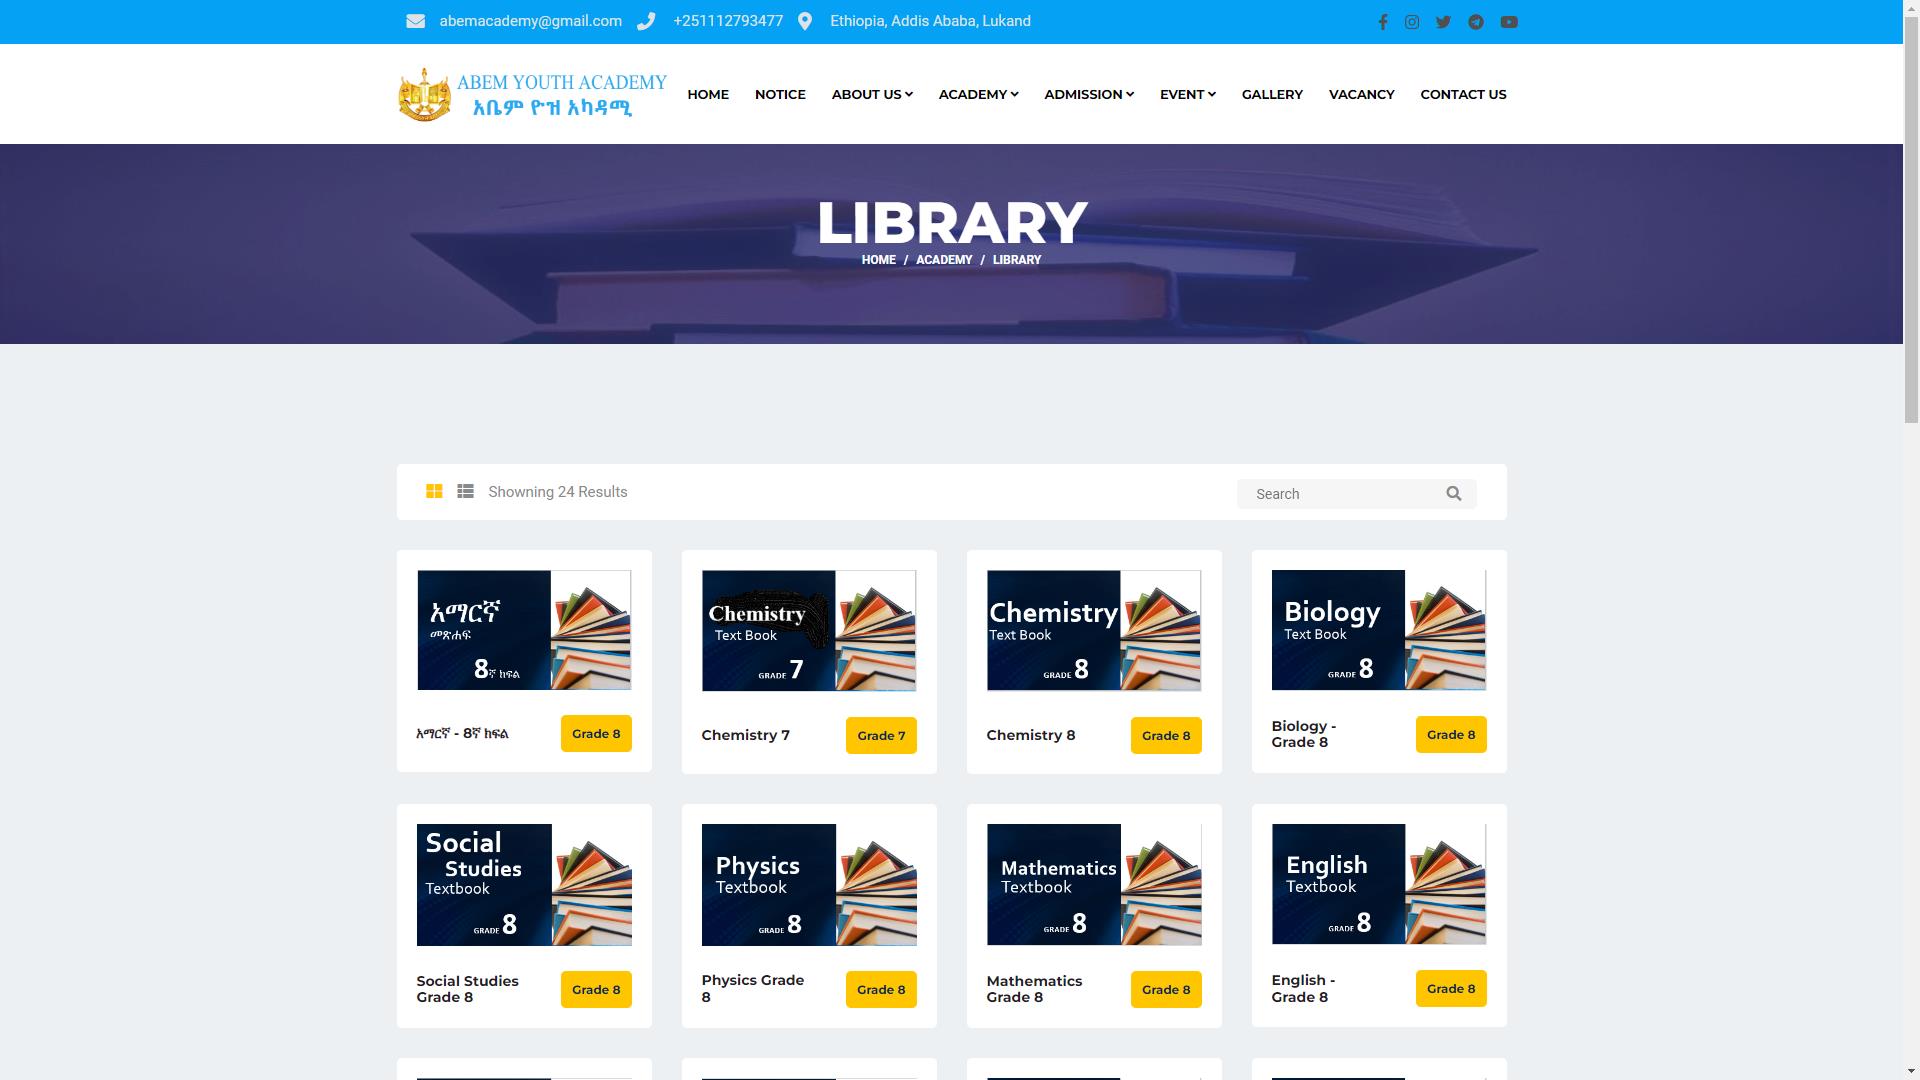 abemacademy@gmail.com +251112793477 Ethiopia, Addis Ababa, Lukand
ABEM YOUTH ACADEMY
አቤም ዮዝ አካዳሚ
HOME NOTICE ABOUT US ACADEMY ADMISSION EVENT GALLERY VACANCY CONTACT US
LIBRARY
HOME / ACADEMY / LIBRARY
Showning 24 Results
Search
አማርኛ
መጽሐፍ
8ኛ ክፍል
አማርኛ - 8ኛ ክፍል
Grade 8
Chemistry
Text Book
GRADE 7
Chemistry 7
Grade 7
Chemistry
Text Book
GRADE 8
Chemistry 8
Grade 8
Biology
Text Book
GRADE 8
Biology -
Grade 8
Grade 8
Social
Studies
Textbook
GRADE 8
Social Studies
Grade 8
Grade 8
Physics
Textbook
GRADE 8
Physics Grade
8
Grade 8
Mathematics
Textbook
GRADE 8
Mathematics
Grade 8
Grade 8
English
Textbook
GRADE 8
English -
Grade 8
Grade 8